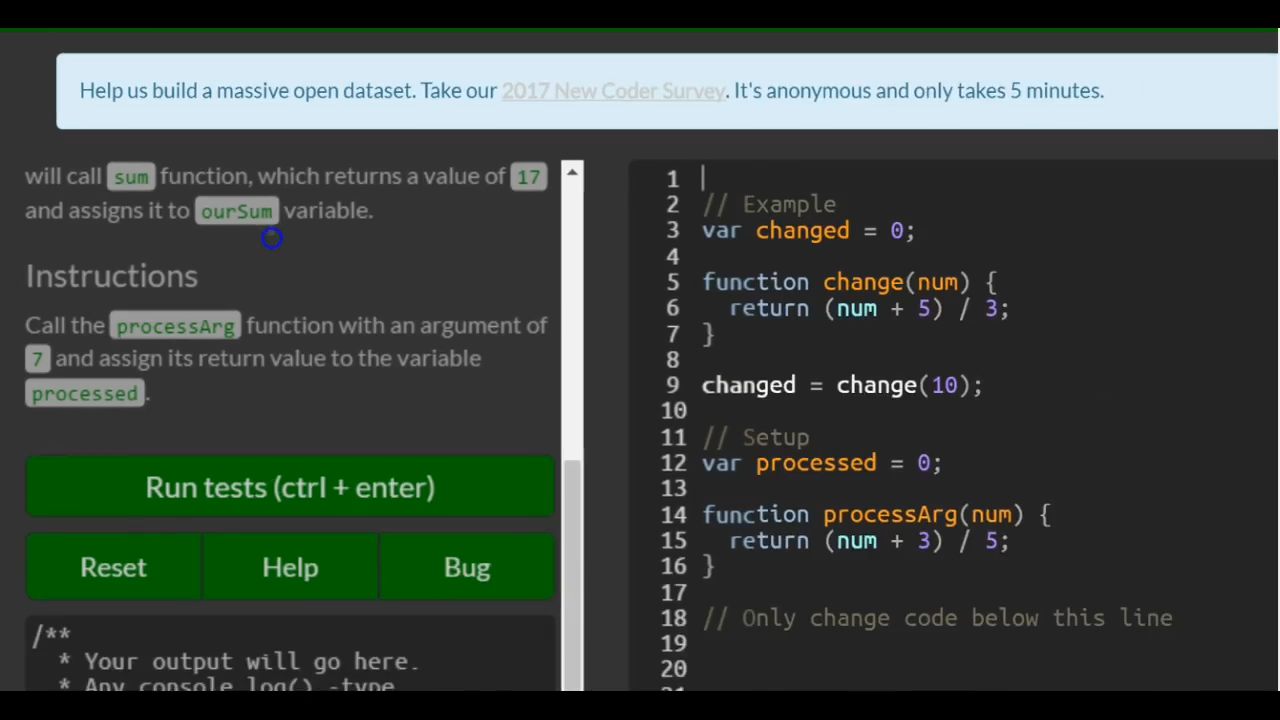 Help us build a massive open dataset. Take our 2017 New Coder Survey. It's anonymous and only takes 5 minutes.
will call sum function, which returns a value of 17
and assigns it to ourSum variable.
Instructions
Call the processArg function with an argument of
7 and assign its return value to the variable
processed.
Run tests (ctrl + enter)
Reset Help Bug
/**
* Your output will go here.
* Any console.log() -type
1
2 // Example
3 var changed = 0;
4
5 function change(num) {
6 return (num + 5) / 3;
7 }
8
9 changed = change(10);
10
11 // Setup
12 var processed = 0;
13
14 function processArg(num) {
15 return (num + 3) / 5;
16 }
17
18 // Only change code below this line
19
20